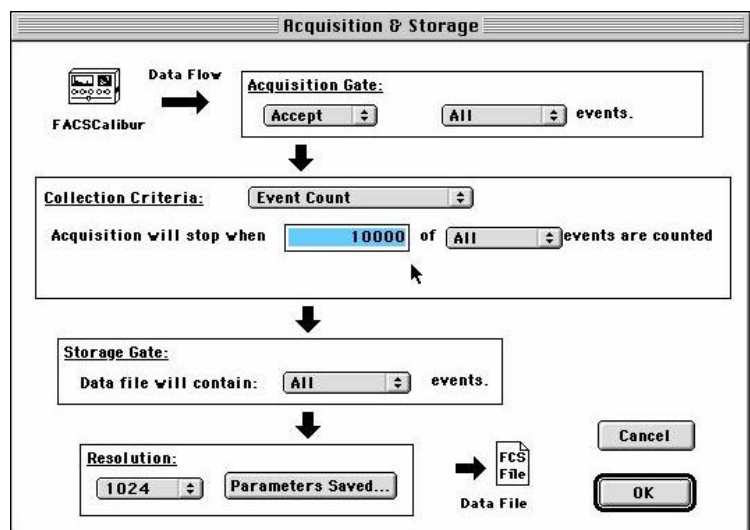 Acquisition & Storage
Data Flow
FACSCalibur
Acquisition Gate:
Accept All events.
Collection Criteria: Event Count
Acquisition will stop when 10000 of All events are counted
Storage Gate:
Data file will contain: All events.
Resolution:
1024 Parameters Saved...
FCS
File
Data File
Cancel
OK